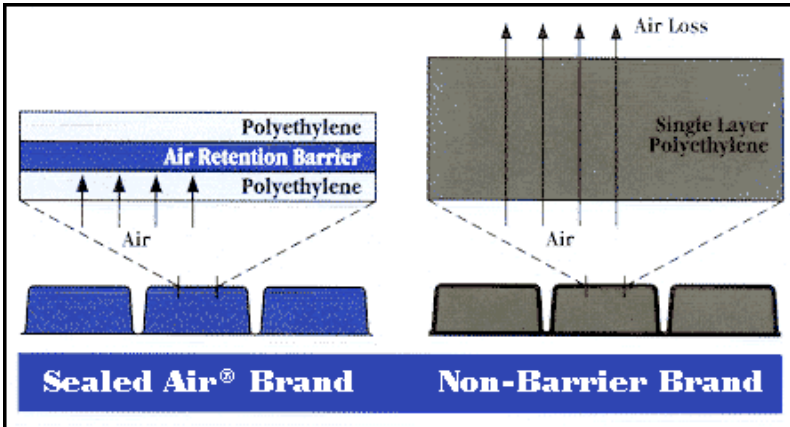 Air Loss
Polyethylene
Air Retention Barrier
Polyethylene
Air
Single Layer
Polyethylene
Air
Sealed Air® Brand
Non-Barrier Brand